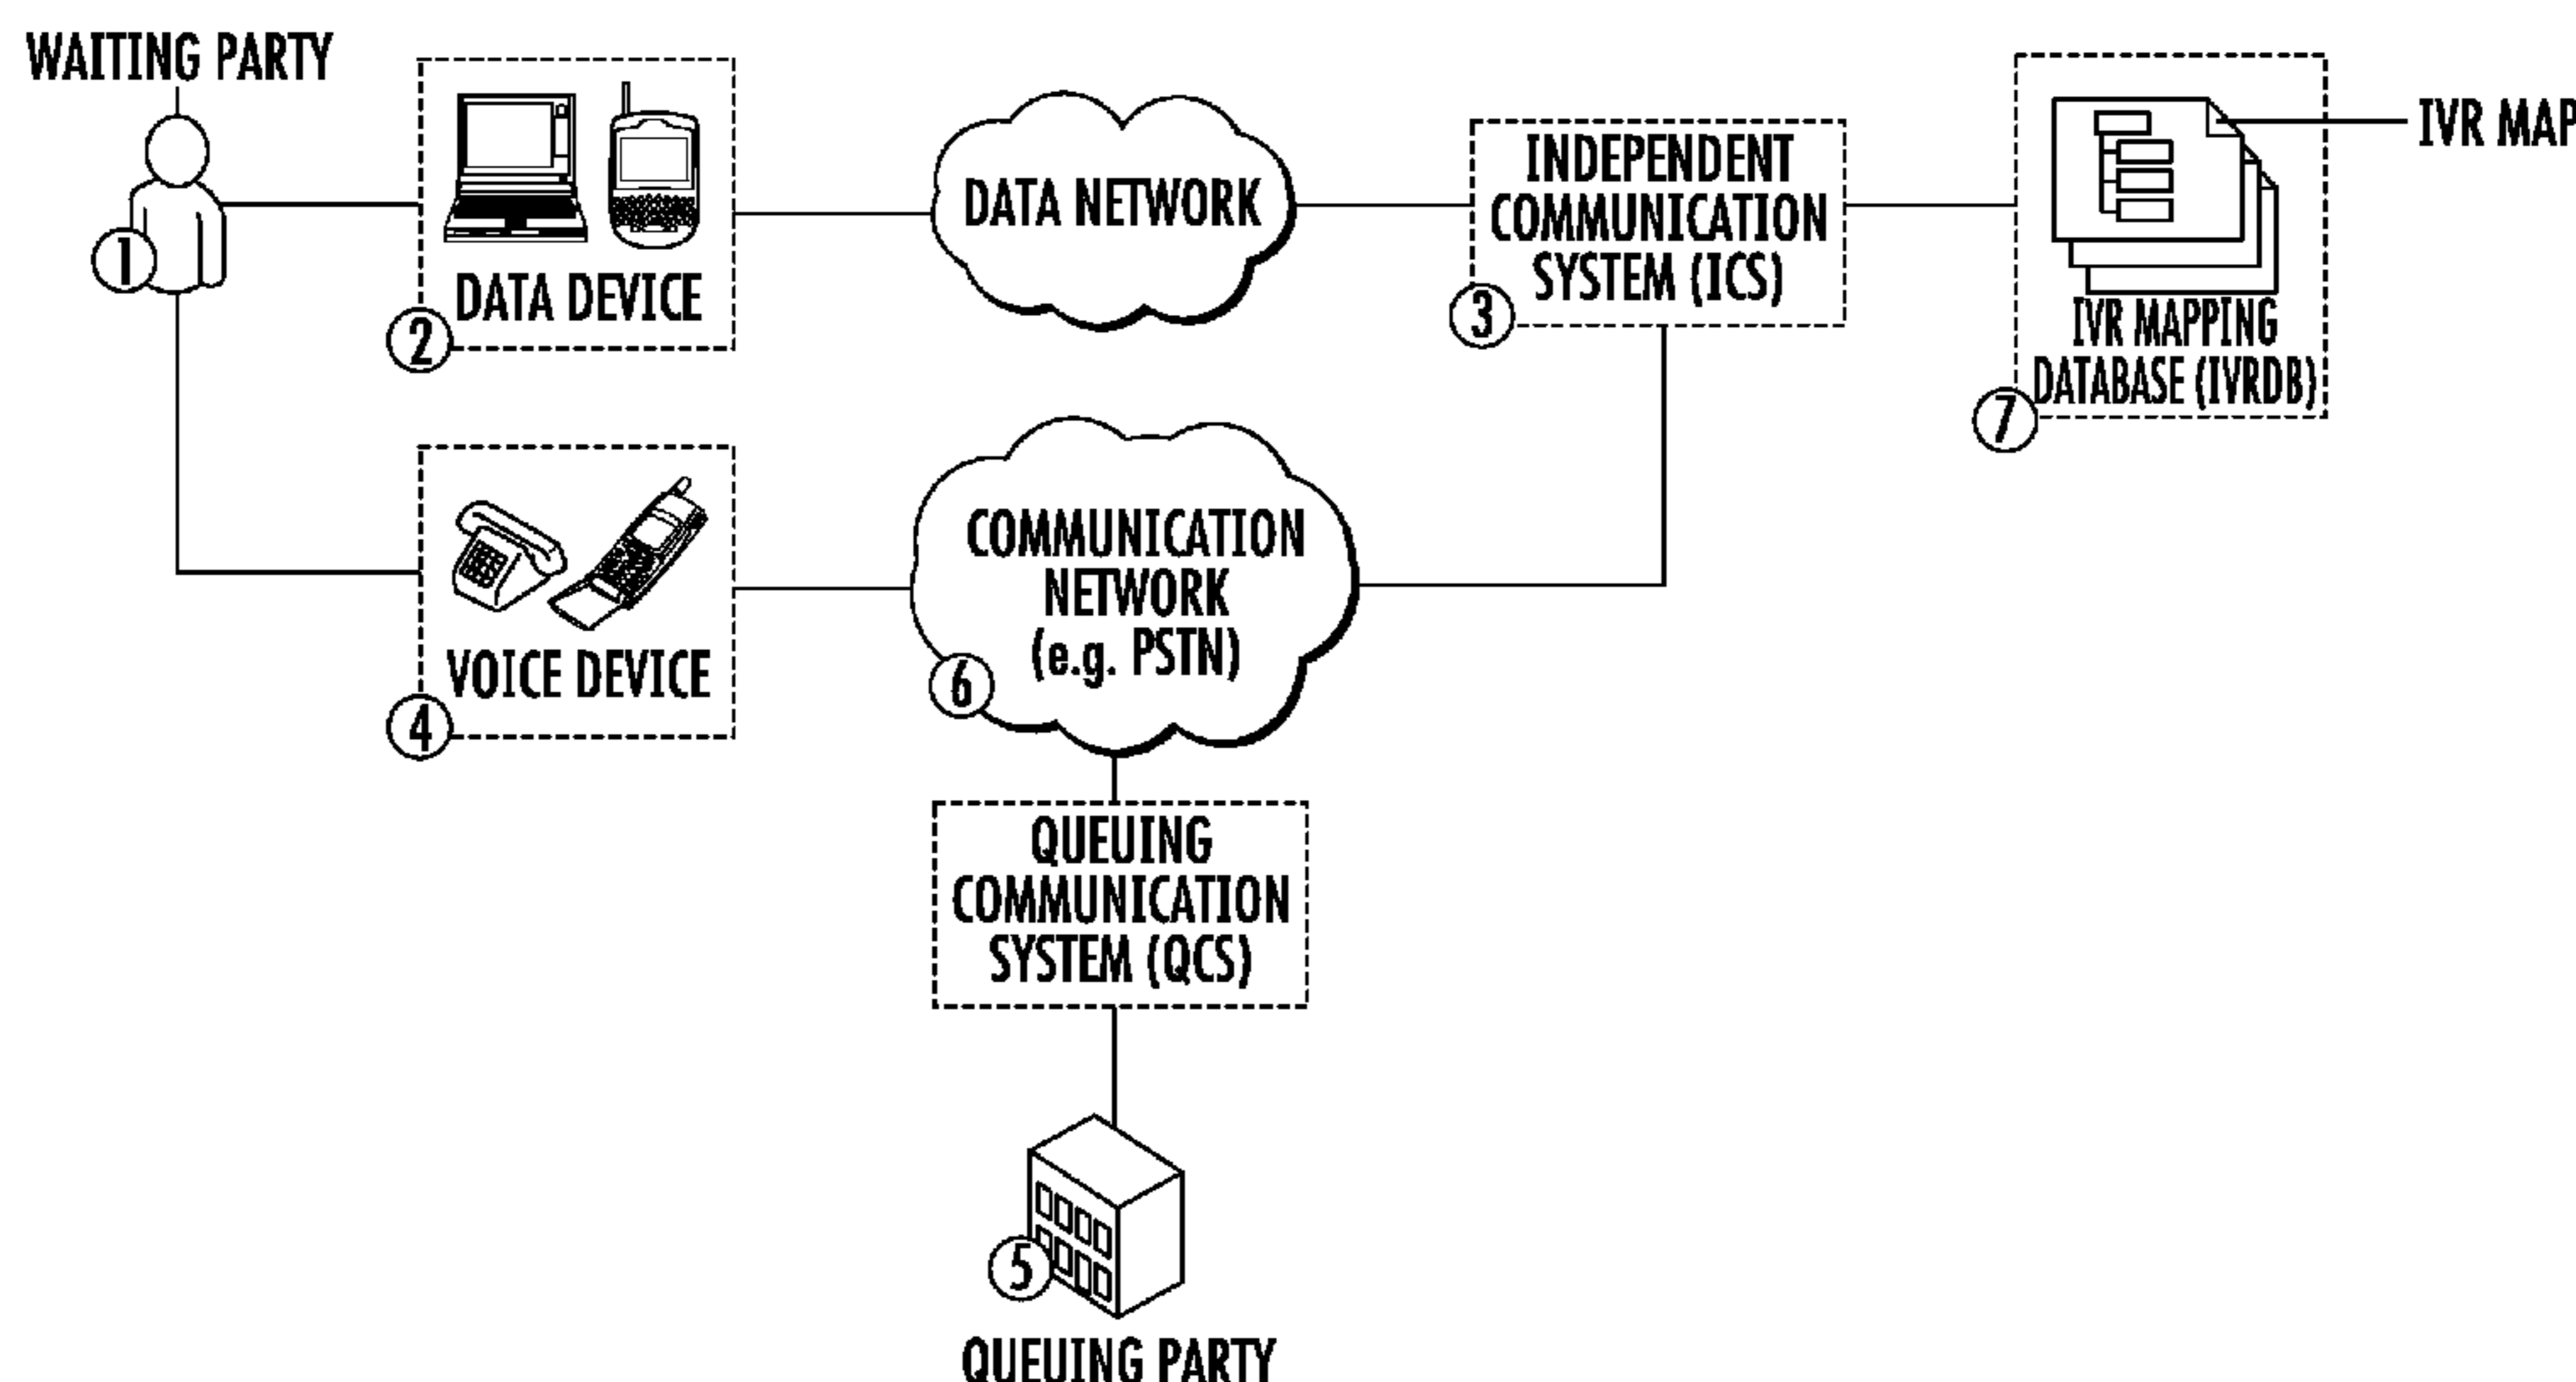 WAITING PARTY
1
DATA DEVICE
2
DATA NETWORK
INDEPENDENT
COMMUNICATION
SYSTEM (ICS)
3
IVR MAP
IVR MAPPING
DATABASE (IVRDB)
7
VOICE DEVICE
4
COMMUNICATION
NETWORK
(e.g. PSTN)
6
QUEUING
COMMUNICATION
SYSTEM (QCS)
5
QUEUING PARTY